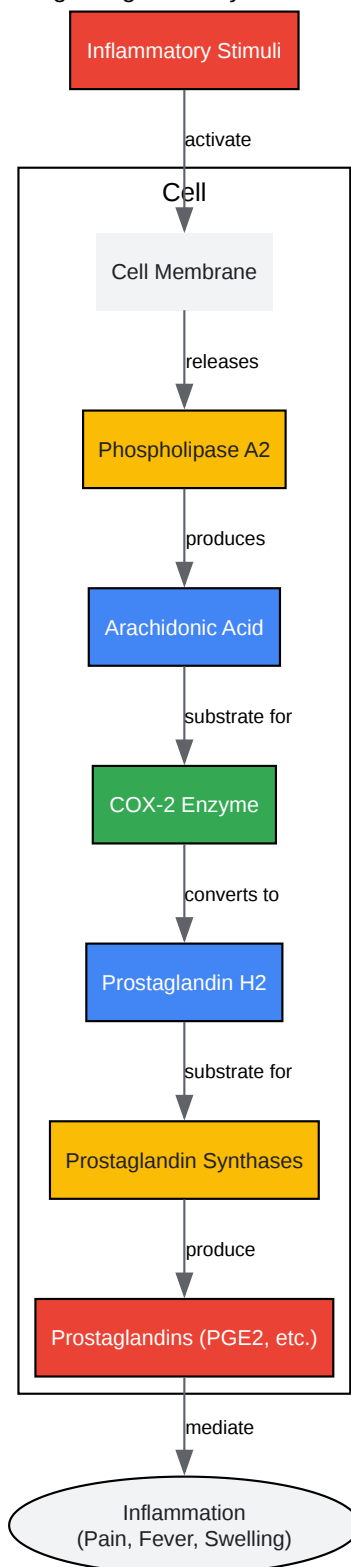 Inflammatory Stimuli
activate
Cell
Cell Membrane
releases
Phospholipase A2
produces
Arachidonic Acid
substrate for
COX-2 Enzyme
converts to
Prostaglandin H2
substrate for
Prostaglandin Synthases
produce
Prostaglandins (PGE2, etc.)
mediate
Inflammation
(Pain, Fever, Swelling)